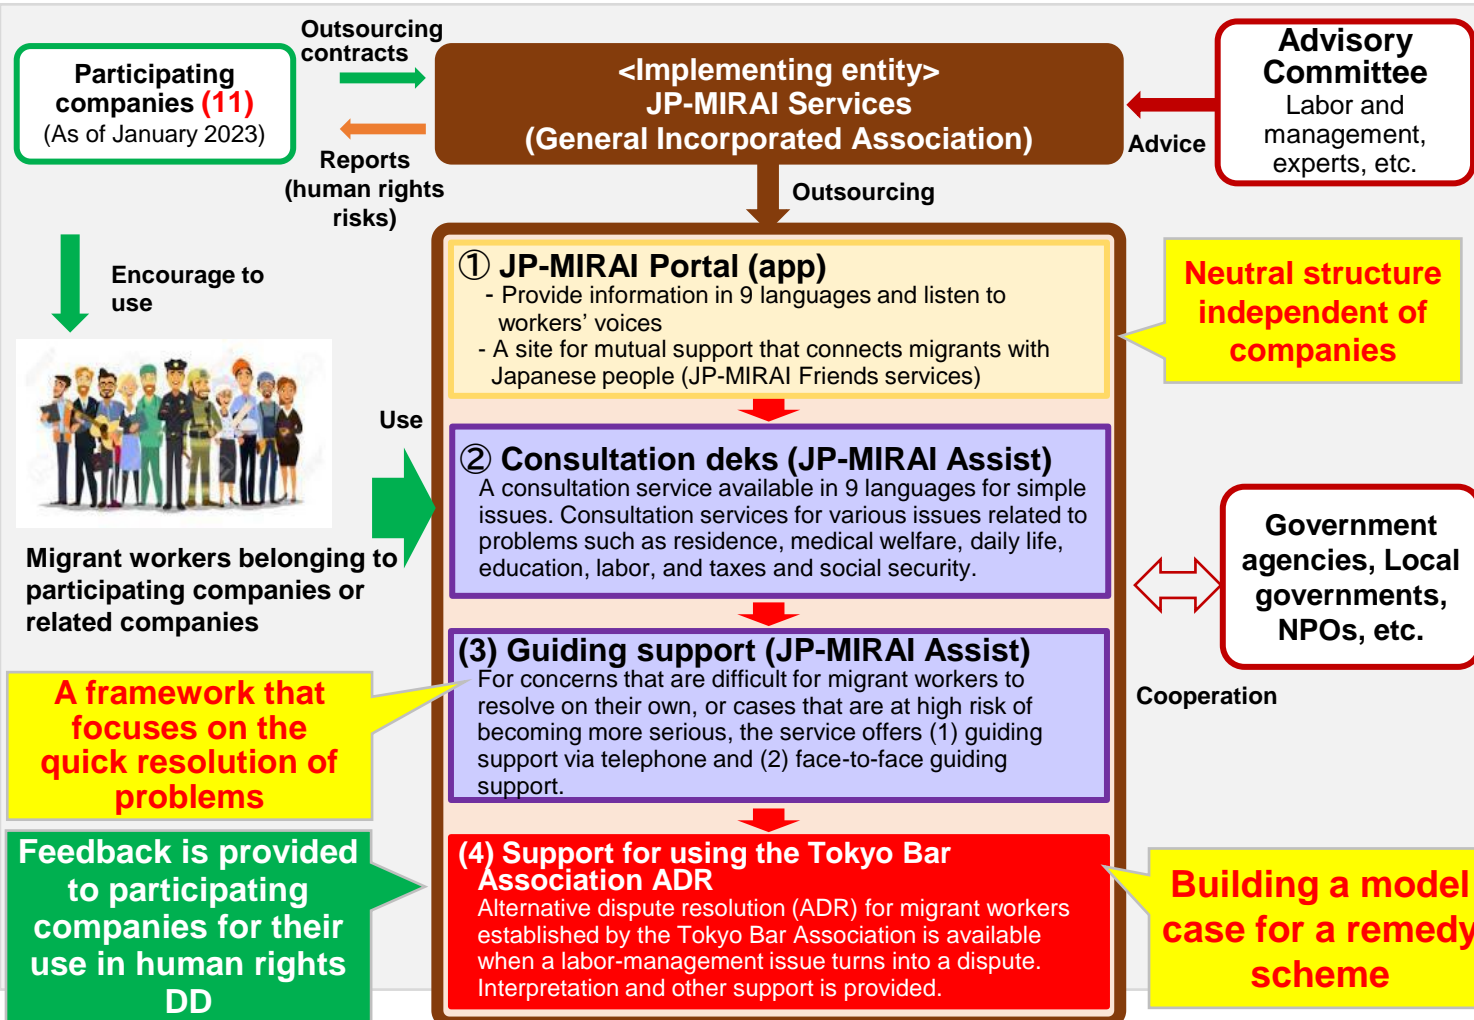 Participating
companies (11)
(As of January 2023)
Outsourcing
contracts
Reports
(human rights
risks)
<Implementing entity>
JP-MIRAI Services
(General Incorporated Association)
Advice
Advisory
Committee
Labor and
management,
experts, etc.
Outsourcing
Encourage to
use
① JP-MIRAI Portal (app)
- Provide information in 9 languages and listen to
workers’ voices
- A site for mutual support that connects migrants with
Japanese people (JP-MIRAI Friends services)
Neutral structure
independent of
companies
Use
② Consultation deks (JP-MIRAI Assist)
A consultation service available in 9 languages for simple
issues. Consultation services for various issues related to
problems such as residence, medical welfare, daily life,
education, labor, and taxes and social security.
Migrant workers belonging to
participating companies or
related companies
Government
agencies, Local
governments,
NPOs, etc.
Cooperation
(3) Guiding support (JP-MIRAI Assist)
For concerns that are difficult for migrant workers to
resolve on their own, or cases that are at high risk of
becoming more serious, the service offers (1) guiding
support via telephone and (2) face-to-face guiding
support.
A framework that
focuses on the
quick resolution of
problems
(4) Support for using the Tokyo Bar
Association ADR
Alternative dispute resolution (ADR) for migrant workers
established by the Tokyo Bar Association is available
when a labor-management issue turns into a dispute.
Interpretation and other support is provided.
Feedback is provided
to participating
companies for their
use in human rights
DD
Building a model
case for a remedy
scheme